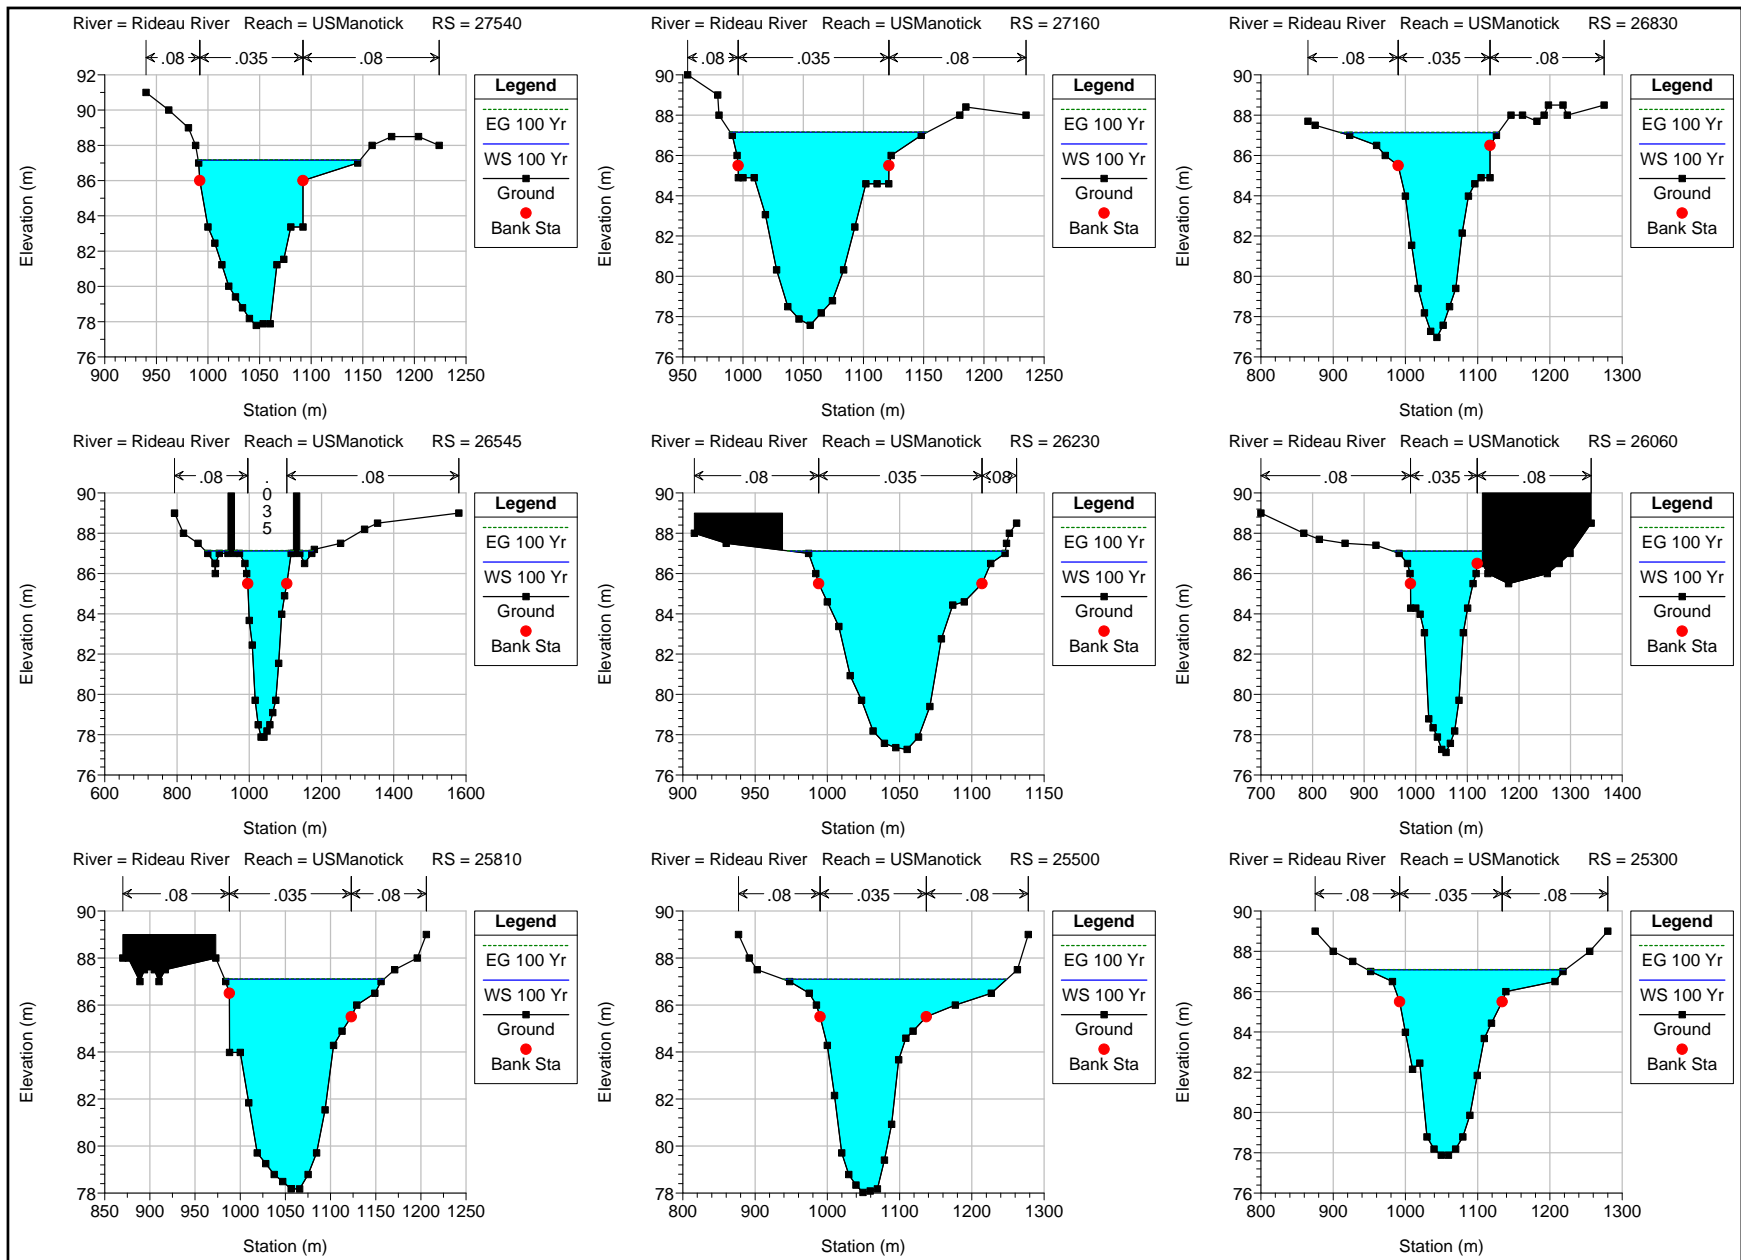 River = Rideau River Reach = USManotick RS = 27540
.08 .035 .08
92
90
88
86
84
82
80
78
76
900 950 1000 1050 1100 1150 1200 1250
Station (m)
Elevation (m)
Legend
EG 100 Yr
WS 100 Yr
Ground
Bank Sta
River = Rideau River Reach = USManotick RS = 27160
.08 .035 .08
90
88
86
84
82
80
78
76
950 1000 1050 1100 1150 1200 1250
Station (m)
Elevation (m)
Legend
EG 100 Yr
WS 100 Yr
Ground
Bank Sta
River = Rideau River Reach = USManotick RS = 26830
.08 .035 .08
90
88
86
84
82
80
78
76
800 900 1000 1100 1200 1300
Station (m)
Elevation (m)
Legend
EG 100 Yr
WS 100 Yr
Ground
Bank Sta
River = Rideau River Reach = USManotick RS = 26545
.08 .035 .08
90
88
86
84
82
80
78
76
600 800 1000 1200 1400 1600
Station (m)
Elevation (m)
Legend
EG 100 Yr
WS 100 Yr
Ground
Bank Sta
River = Rideau River Reach = USManotick RS = 26230
.08 .035 .08
90
88
86
84
82
80
78
76
900 950 1000 1050 1100 1150
Station (m)
Elevation (m)
Legend
EG 100 Yr
WS 100 Yr
Ground
Bank Sta
River = Rideau River Reach = USManotick RS = 26060
.08 .035 .08
90
88
86
84
82
80
78
76
700 800 900 1000 1100 1200 1300 1400
Station (m)
Elevation (m)
Legend
EG 100 Yr
WS 100 Yr
Ground
Bank Sta
River = Rideau River Reach = USManotick RS = 25810
.08 .035 .08
90
88
86
84
82
80
78
850 900 950 1000 1050 1100 1150 1200 1250
Station (m)
Elevation (m)
Legend
EG 100 Yr
WS 100 Yr
Ground
Bank Sta
River = Rideau River Reach = USManotick RS = 25500
.08 .035 .08
90
88
86
84
82
80
78
800 900 1000 1100 1200 1300
Station (m)
Elevation (m)
Legend
EG 100 Yr
WS 100 Yr
Ground
Bank Sta
River = Rideau River Reach = USManotick RS = 25300
.08 .035 .08
90
88
86
84
82
80
78
76
800 900 1000 1100 1200 1300
Station (m)
Elevation (m)
Legend
EG 100 Yr
WS 100 Yr
Ground
Bank Sta